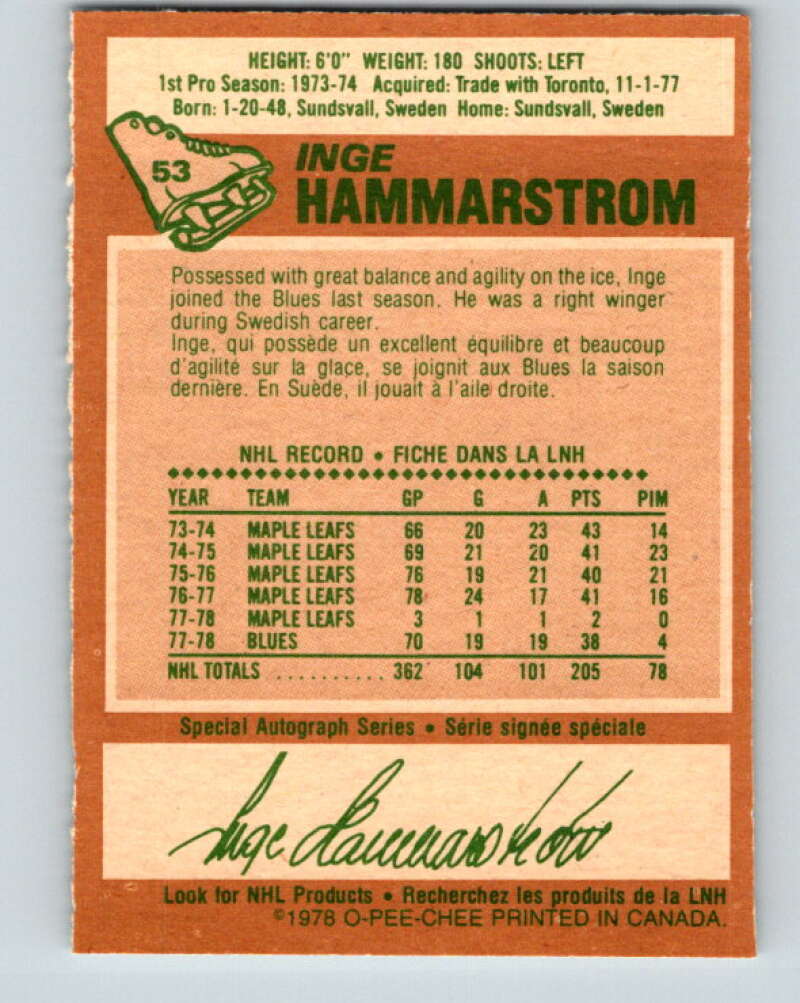 HEIGHT: 6'0" WEIGHT: 180 SHOOTS: LEFT
1st Pro Season: 1973-74 Acquired: Trade with Toronto, 11-1-77
Born: 1-20-48, Sundsvall, Sweden Home: Sundsvall, Sweden
53
INGE
HAMMARSTROM
Possessed with great balance and agility on the ice, Inge
joined the Blues last season. He was a right winger
during Swedish career.
Inge, qui possède un excellent équilibre et beaucoup
d'agilité sur la glace, se joignit aux Blues la saison
dernière. En Suède, il jouait à l'aile droite.
NHL RECORD • FICHE DANS LA LNH
YEAR TEAM GP G A PTS PIM
73-74 MAPLE LEAFS 66 20 23 43 14
74-75 MAPLE LEAFS 69 21 20 41 23
75-76 MAPLE LEAFS 76 19 21 40 21
76-77 MAPLE LEAFS 78 24 17 41 16
77-78 MAPLE LEAFS 3 1 1 2 0
77-78 BLUES 70 19 19 38 4
NHL TOTALS .......... 362 104 101 205 78
Special Autograph Series • Série signée spéciale
Inge Hammarström
Look for NHL Products • Recherchez les produits de la LNH
©1978 O-PEE-CHEE PRINTED IN CANADA.